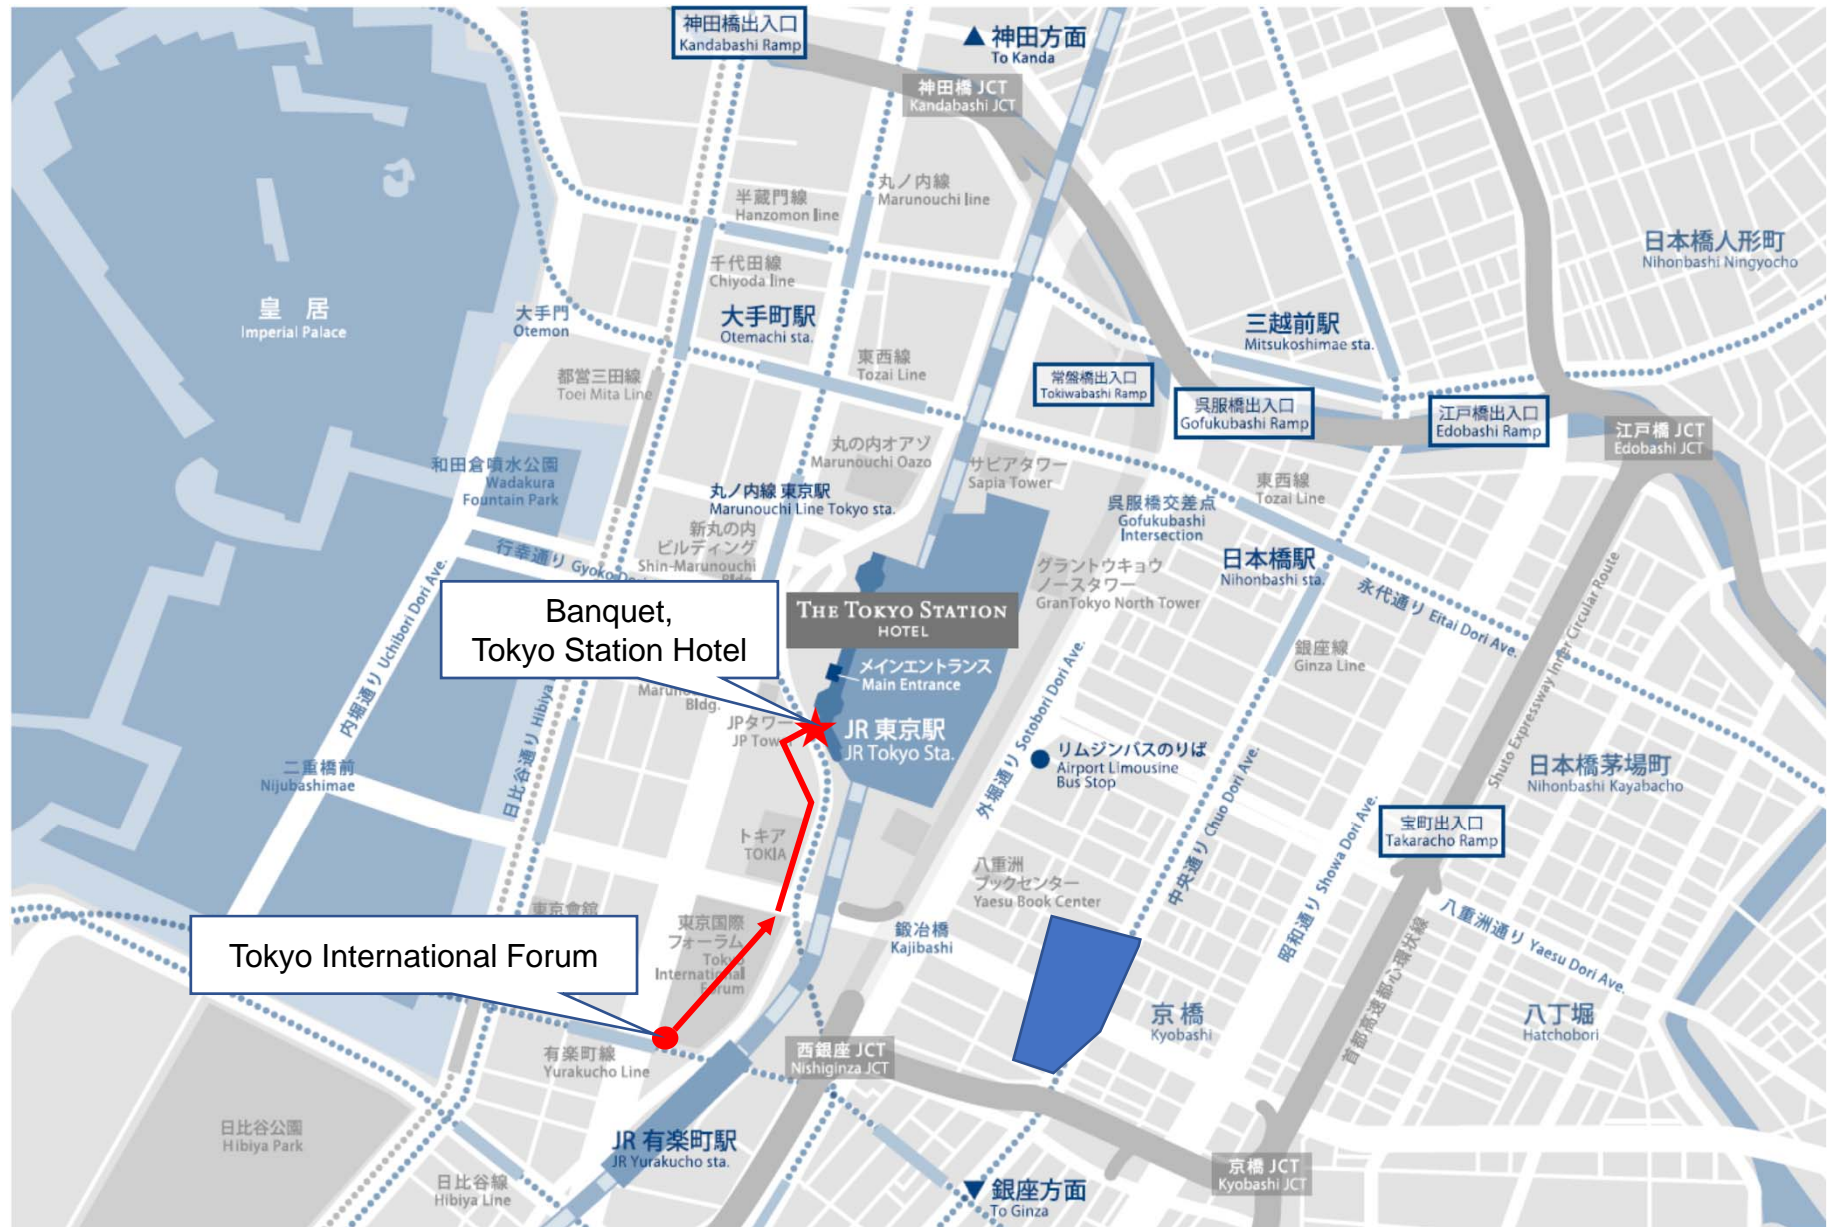 神田橋出入口
Kandabashi Ramp
▲ 神田方面
To Kanda
神田橋 JCT
Kandabashi JCT
丸ノ内線
Marunouchi line
半蔵門線
Hanzomon line
千代田線
Chiyoda line
日本橋人形町
Nihonbashi Ningyocho
皇 居
Imperial Palace
大手門
Otemon
大手町駅
Otemachi sta.
三越前駅
Mitsukoshimae sta.
都営三田線
Toei Mita Line
東西線
Tozai Line
常盤橋出入口
Tokiwabashi Ramp
呉服橋出入口
Gofukubashi Ramp
江戸橋出入口
Edobashi Ramp
江戸橋 JCT
Edobashi JCT
和田倉噴水公園
Wadakura
Fountain Park
丸の内オアゾ
Marunouchi Oazo
サピアタワー
Sapia Tower
東西線
Tozai Line
丸ノ内線 東京駅
Marunouchi Line Tokyo sta.
呉服橋交差点
Gofukubashi
Intersection
新丸の内
ビルディング
Shin-Marunouchi
行幸通り Gyoko
グラントウキョウ
ノースタワー
GranTokyo North Tower
日本橋駅
Nihonbashi sta.
永代通り Eitai Dori Ave.
Banquet,
Tokyo Station Hotel
THE TOKYO STATION
HOTEL
メインエントランス
Main Entrance
銀座線
Ginza Line
内堀通り Uchibori Dori Ave.
日比谷通り Hibiya
Bldg.
JPタワー
JP Tower
JR 東京駅
JR Tokyo Sta.
外堀通り Sotobori Dori Ave.
リムジンバスのりば
Airport Limousine
Bus Stop
中央通り Chuo Dori Ave.
昭和通り Showa Dori Ave.
首都高速都心環状線 Shuto Expressway Inner Circular Route
日本橋茅場町
Nihonbashi Kayabacho
二重橋前
Nijubashimae
トキア
TOKIA
宝町出入口
Takaracho Ramp
八重洲
ブックセンター
Yaesu Book Center
八重洲通り Yaesu Dori Ave.
東京會舘
Tokyo International Forum
東京国際
フォーラム
Tokyo
International
Forum
鍛冶橋
Kajibashi
京橋
Kyobashi
八丁堀
Hatchobori
有楽町線
Yurakucho Line
西銀座 JCT
Nishiginza JCT
日比谷公園
Hibiya Park
JR 有楽町駅
JR Yurakucho sta.
日比谷線
Hibiya Line
京橋 JCT
Kyobashi JCT
▼ 銀座方面
To Ginza